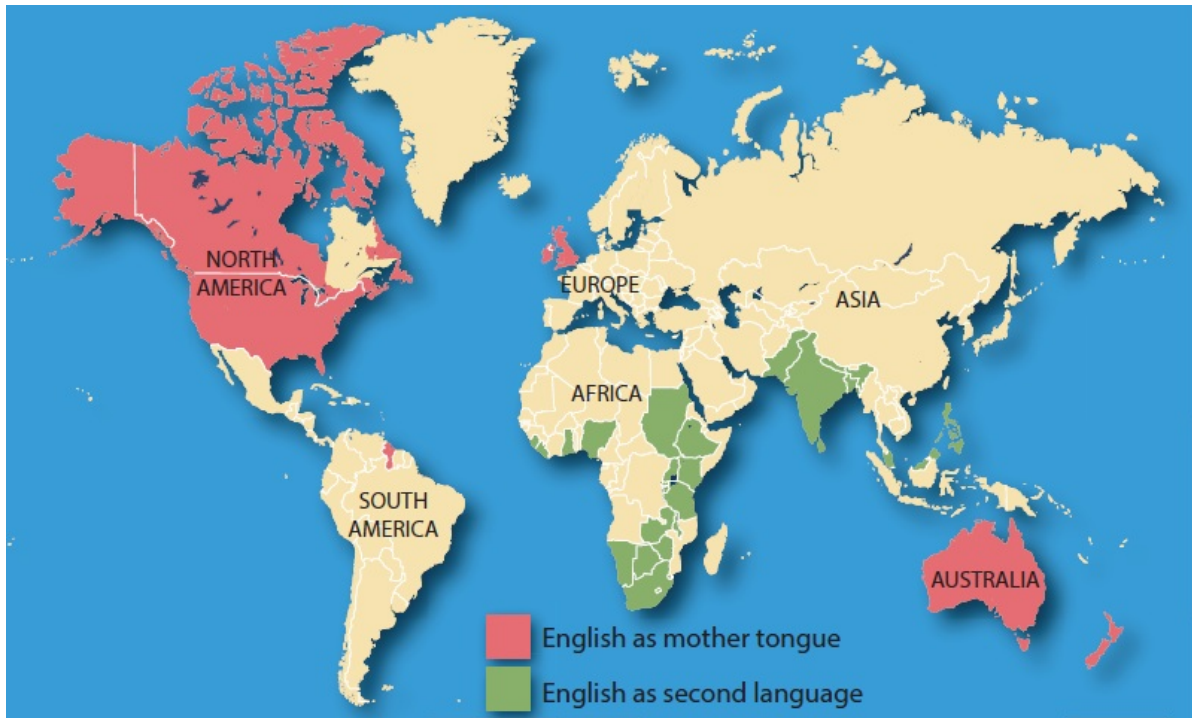 NORTH
AMERICA
EUROPE
ASIA
AFRICA
SOUTH
AMERICA
AUSTRALIA
English as mother tongue
English as second language